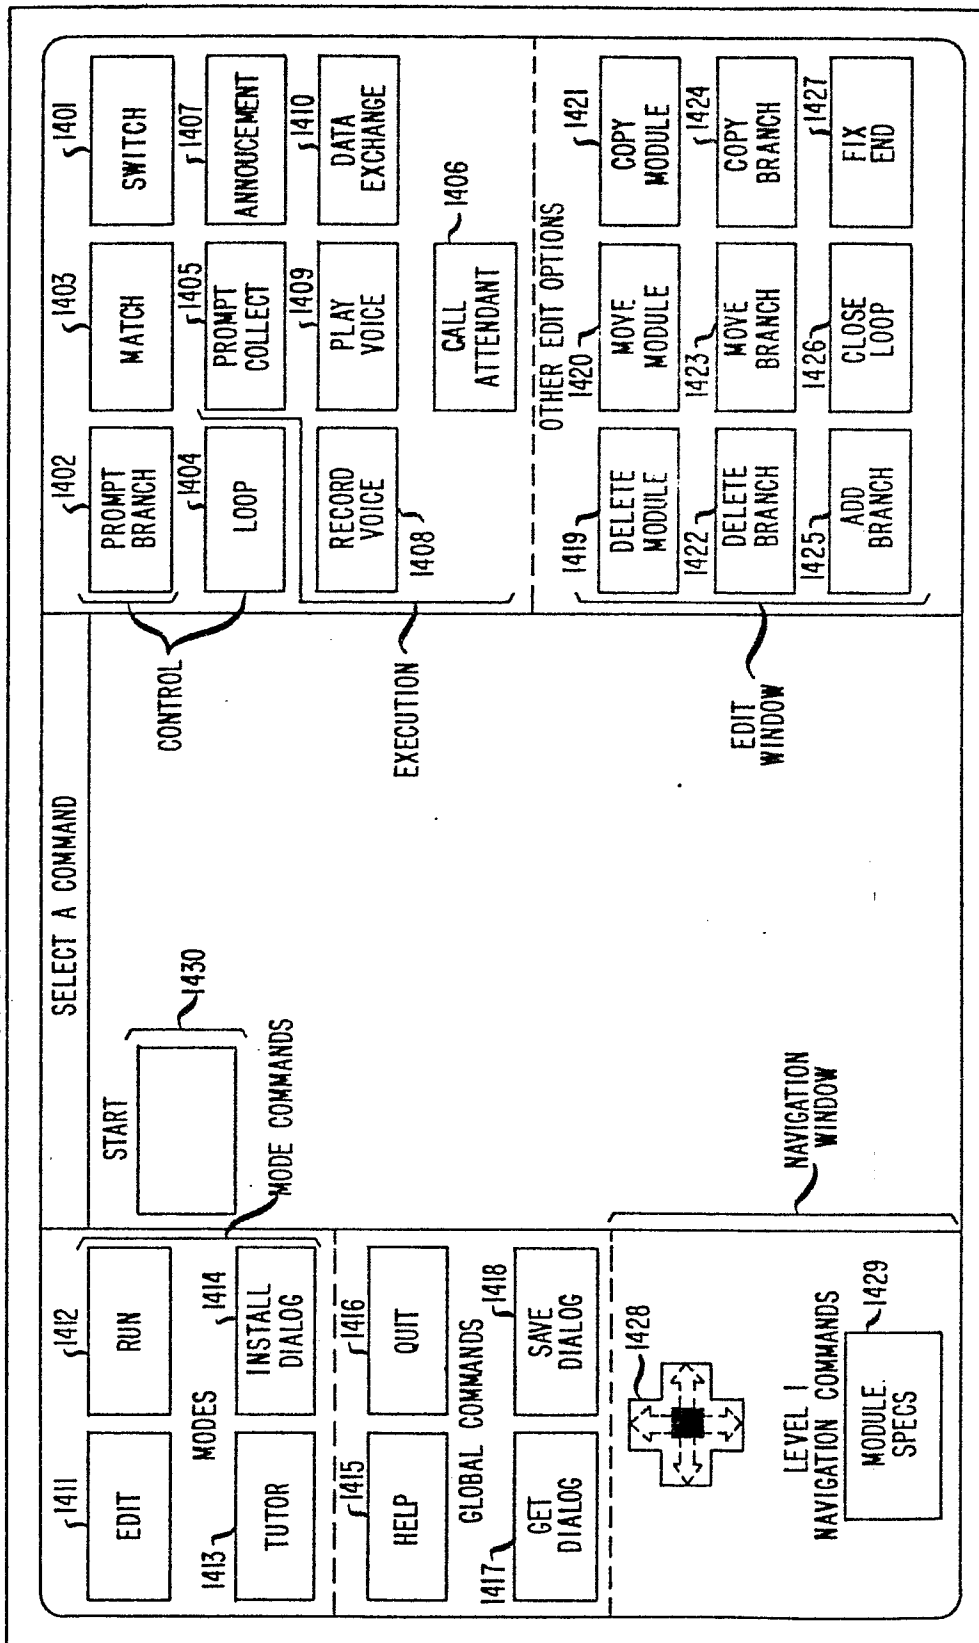 SELECT A COMMAND
1411
1412
EDIT
RUN
MODES
1413
1414
TUTOR
INSTALL
DIALOG
MODE COMMANDS
1415
1416
HELP
QUIT
GLOBAL COMMANDS
1417
1418
GET
DIALOG
SAVE
DIALOG
1428
LEVEL 1
NAVIGATION COMMANDS
1429
MODULE
SPECS
NAVIGATION
WINDOW
START
1430
CONTROL
EXECUTION
EDIT
WINDOW
1402
1403
1401
PROMPT
BRANCH
MATCH
SWITCH
1404
1405
1407
LOOP
PROMPT
COLLECT
ANNOUCEMENT
1409
1410
RECORD
VOICE
PLAY
VOICE
DATA
EXCHANGE
1408
1406
CALL
ATTENDANT
OTHER EDIT OPTIONS
1419
1420
1421
DELETE
MODULE
MOVE
MODULE
COPY
MODULE
1422
1423
1424
DELETE
BRANCH
MOVE
BRANCH
COPY
BRANCH
1425
1426
1427
ADD
BRANCH
CLOSE
LOOP
FIX
END